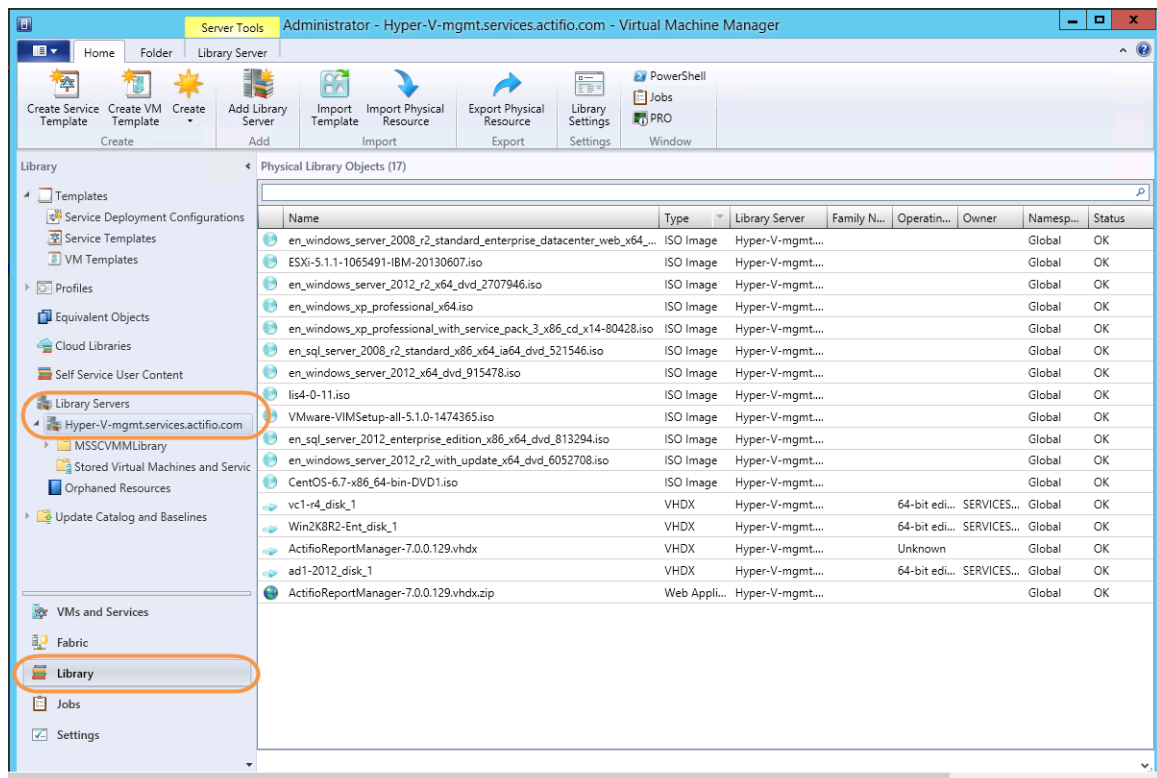 Server Tools Administrator - Hyper-V-mgmt.services.actifio.com - Virtual Machine Manager
Home Folder Library Server
Create Service Template
Create VM Template
Create
Add Library Server
Import Template
Import Physical Resource
Export Physical Resource
Library Settings
PowerShell
Jobs
PRO
Create Add Import Export Settings Window
Library
Templates
Service Deployment Configurations
Service Templates
VM Templates
Profiles
Equivalent Objects
Cloud Libraries
Self Service User Content
Library Servers
Hyper-V-mgmt.services.actifio.com
MSSCVMMLibrary
Stored Virtual Machines and Servic
Orphaned Resources
Update Catalog and Baselines
VMs and Services
Fabric
Library
Jobs
Settings
Physical Library Objects (17)
Name Type Library Server Family N... Operatin... Owner Namesp... Status
en_windows_server_2008_r2_standard_enterprise_datacenter_web_x64_... ISO Image Hyper-V-mgmt.... Global OK
ESXi-5.1.1-1065491-IBM-20130607.iso ISO Image Hyper-V-mgmt.... Global OK
en_windows_server_2012_r2_x64_dvd_2707946.iso ISO Image Hyper-V-mgmt.... Global OK
en_windows_xp_professional_x64.iso ISO Image Hyper-V-mgmt.... Global OK
en_windows_xp_professional_with_service_pack_3_x86_cd_x14-80428.iso ISO Image Hyper-V-mgmt.... Global OK
en_sql_server_2008_r2_standard_x86_x64_ia64_dvd_521546.iso ISO Image Hyper-V-mgmt.... Global OK
en_windows_server_2012_x64_dvd_915478.iso ISO Image Hyper-V-mgmt.... Global OK
lis4-0-11.iso ISO Image Hyper-V-mgmt.... Global OK
VMware-VIMSetup-all-5.1.0-1474365.iso ISO Image Hyper-V-mgmt.... Global OK
en_sql_server_2012_enterprise_edition_x86_x64_dvd_813294.iso ISO Image Hyper-V-mgmt.... Global OK
en_windows_server_2012_r2_with_update_x64_dvd_6052708.iso ISO Image Hyper-V-mgmt.... Global OK
CentOS-6.7-x86_64-bin-DVD1.iso ISO Image Hyper-V-mgmt.... Global OK
vc1-r4_disk_1 VHDX Hyper-V-mgmt.... 64-bit edi... SERVICES... Global OK
Win2K8R2-Ent_disk_1 VHDX Hyper-V-mgmt.... 64-bit edi... SERVICES... Global OK
ActifioReportManager-7.0.0.129.vhdx VHDX Hyper-V-mgmt.... Unknown Global OK
ad1-2012_disk_1 VHDX Hyper-V-mgmt.... 64-bit edi... SERVICES... Global OK
ActifioReportManager-7.0.0.129.vhdx.zip Web Appli... Hyper-V-mgmt.... Global OK